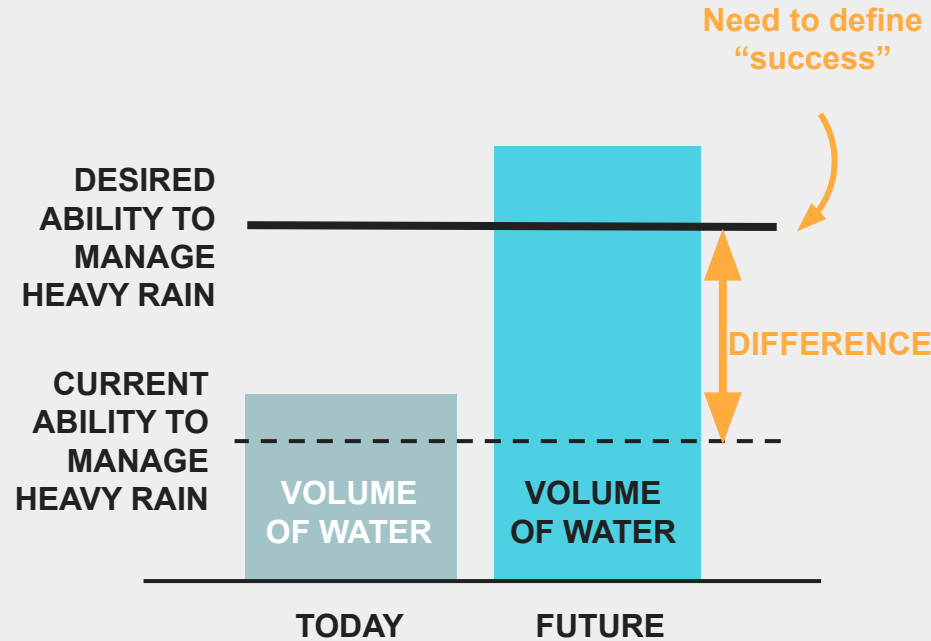 Need to define
“success”
DESIRED
ABILITY TO
MANAGE
HEAVY RAIN
DIFFERENCE
CURRENT
ABILITY TO
MANAGE
HEAVY RAIN
VOLUME
OF WATER
VOLUME
OF WATER
TODAY
FUTURE